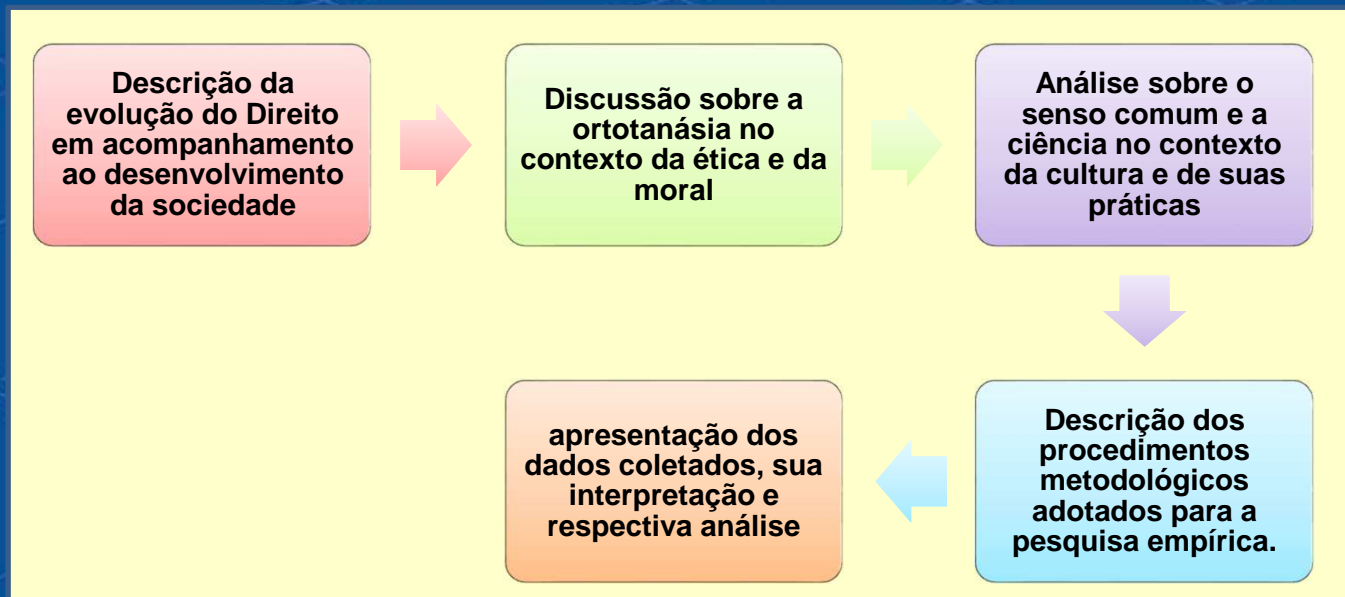 Descrição da
evolução do Direito
em acompanhamento
ao desenvolvimento
da sociedade
Discussão sobre a
ortotanásia no
contexto da ética e da
moral
Análise sobre o
senso comum e a
ciência no contexto
da cultura e de suas
práticas
Descrição dos
procedimentos
metodológicos
adotados para a
pesquisa empírica.
apresentação dos
dados coletados, sua
interpretação e
respectiva análise